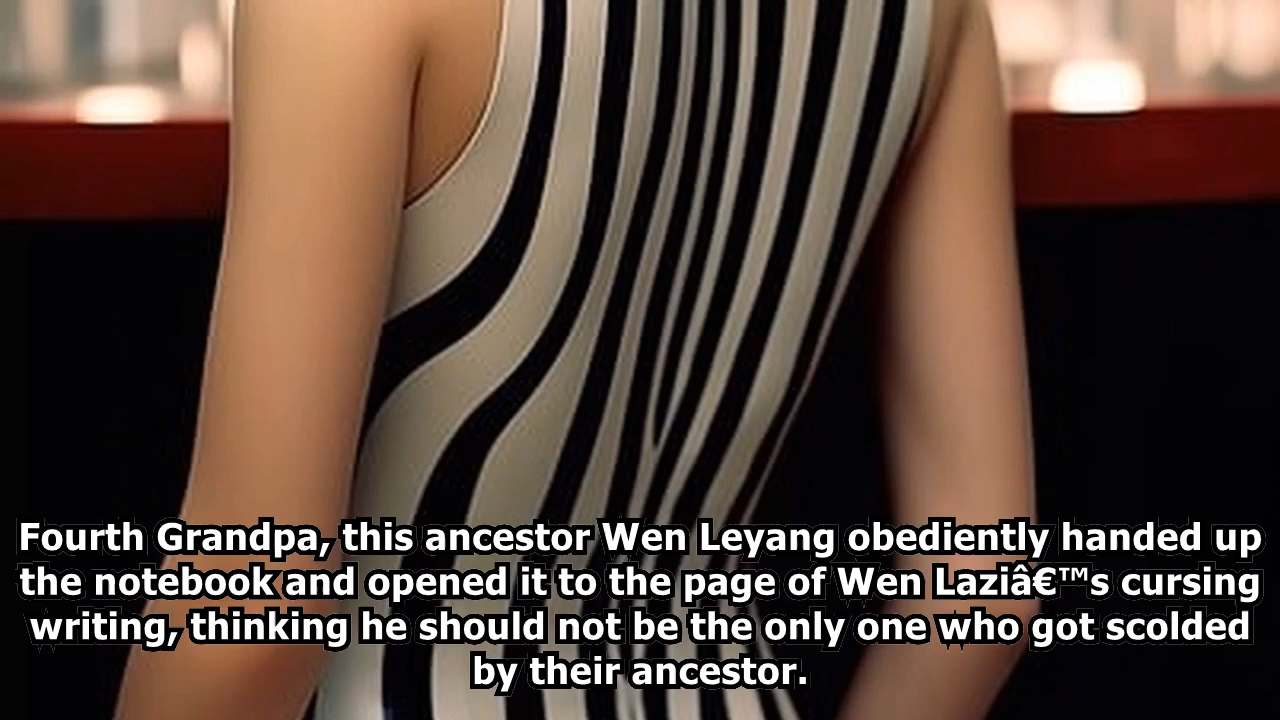 Fourth Grandpa, this ancestor Wen Leyang obediently handed up
the notebook and opened it to the page of Wen Laziâ€™s cursing
writing, thinking he should not be the only one who got scolded
by their ancestor.